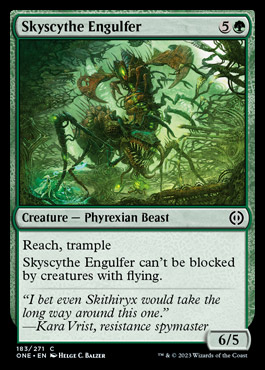 Skyscythe Engulfer 5
Creature — Phyrexian Beast
Reach, trample
Skyscythe Engulfer can't be blocked
by creatures with flying.
“I bet even Skithiryx would take the
long way around this one.”
—Kara Vrist, resistance spymaster
6/5
183/271 C
ONE • EN Helge C. Balzer
™ & © 2023 Wizards of the Coast